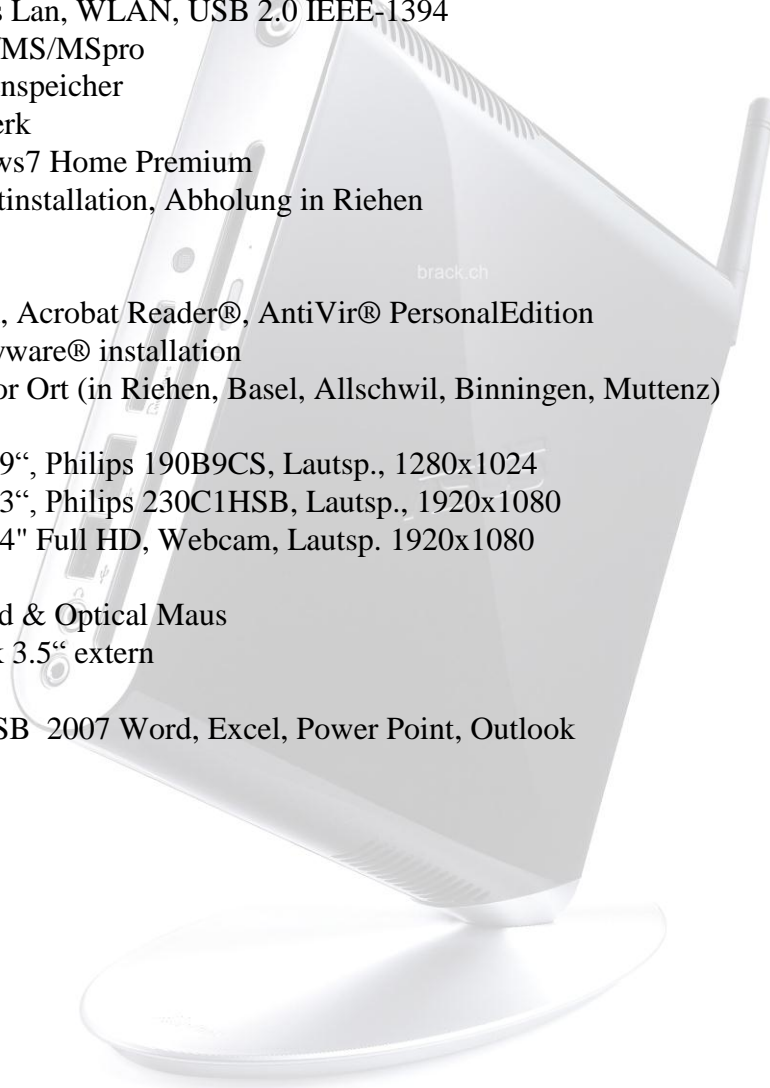 s Lan, WLAN, USB 2.0 IEEE-1394
/MS/MSpro
nspeicher
erk
ws7 Home Premium
tinstallation, Abholung in Riehen
brack.ch
, Acrobat Reader®, AntiVir® PersonalEdition
yware® installation
or Ort (in Riehen, Basel, Allschwil, Binningen, Muttenz)
9“, Philips 190B9CS, Lautsp., 1280x1024
3“, Philips 230C1HSB, Lautsp., 1920x1080
4" Full HD, Webcam, Lautsp. 1920x1080
d & Optical Maus
k 3.5“ extern
SB  2007 Word, Excel, Power Point, Outlook